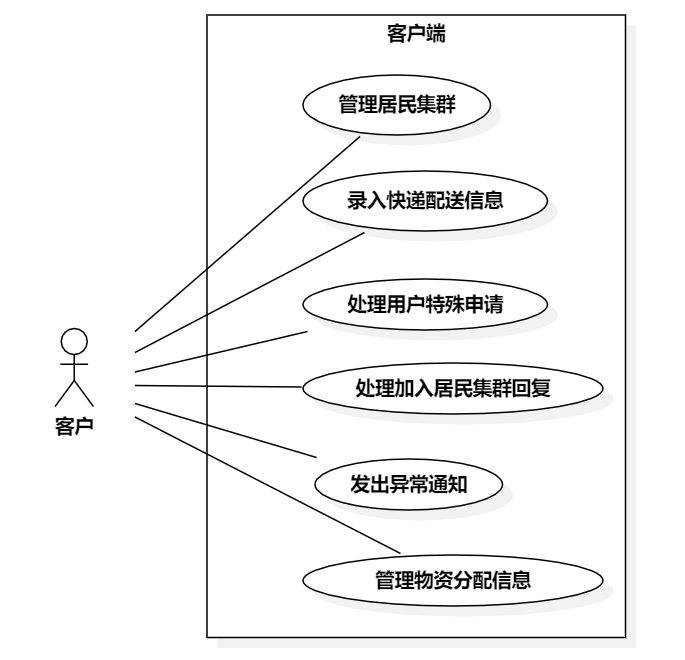 客户端
管理居民集群
录入快递配送信息
处理用户特殊申请
处理加入居民集群回复
客户
发出异常通知
管理物资分配信息